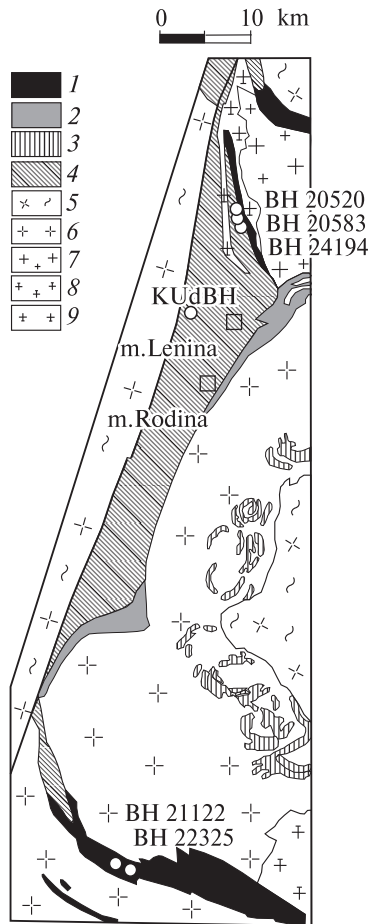 0 10 km
1
2
3
4
5
6
7
8
9
BH 20520
BH 20583
BH 24194
KUdBH
m.Lenina
m.Rodina
BH 21122
BH 22325